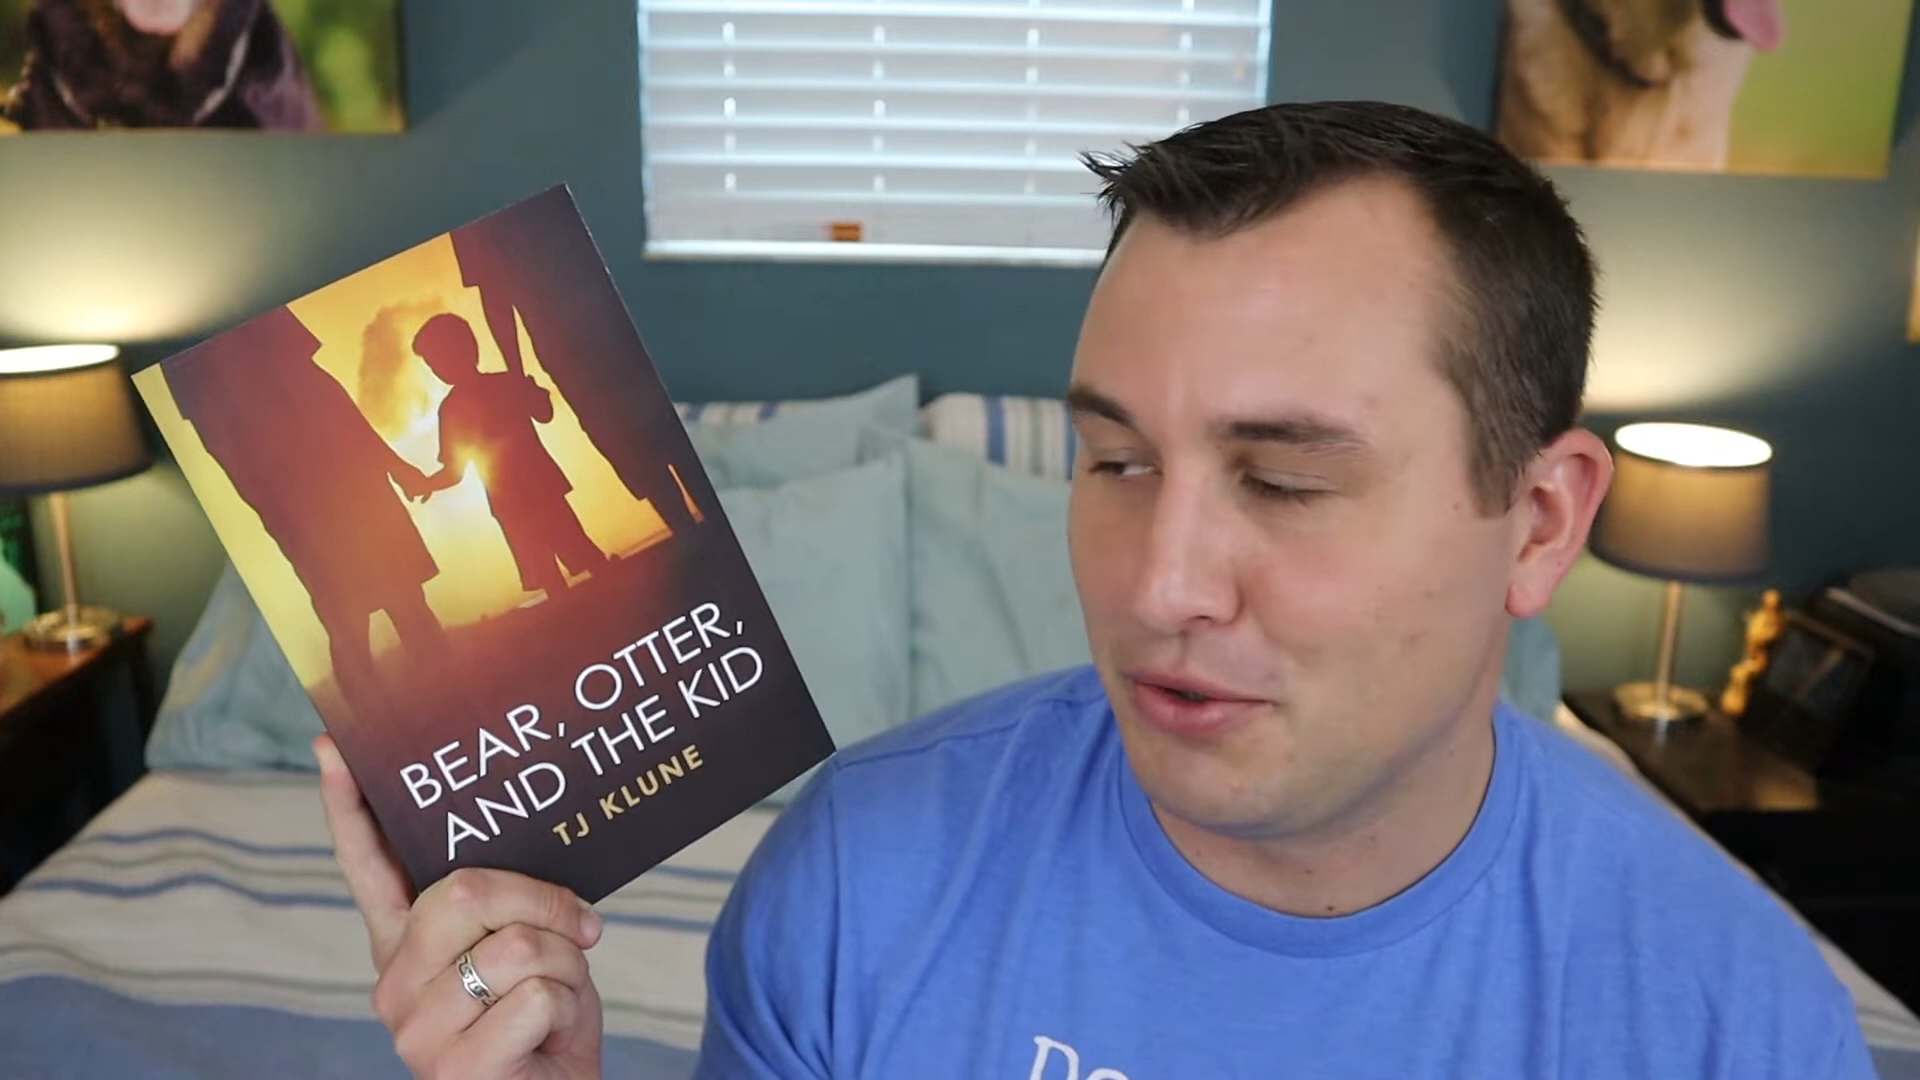 BEAR, OTTER,
AND THE KID
TJ KLUNE